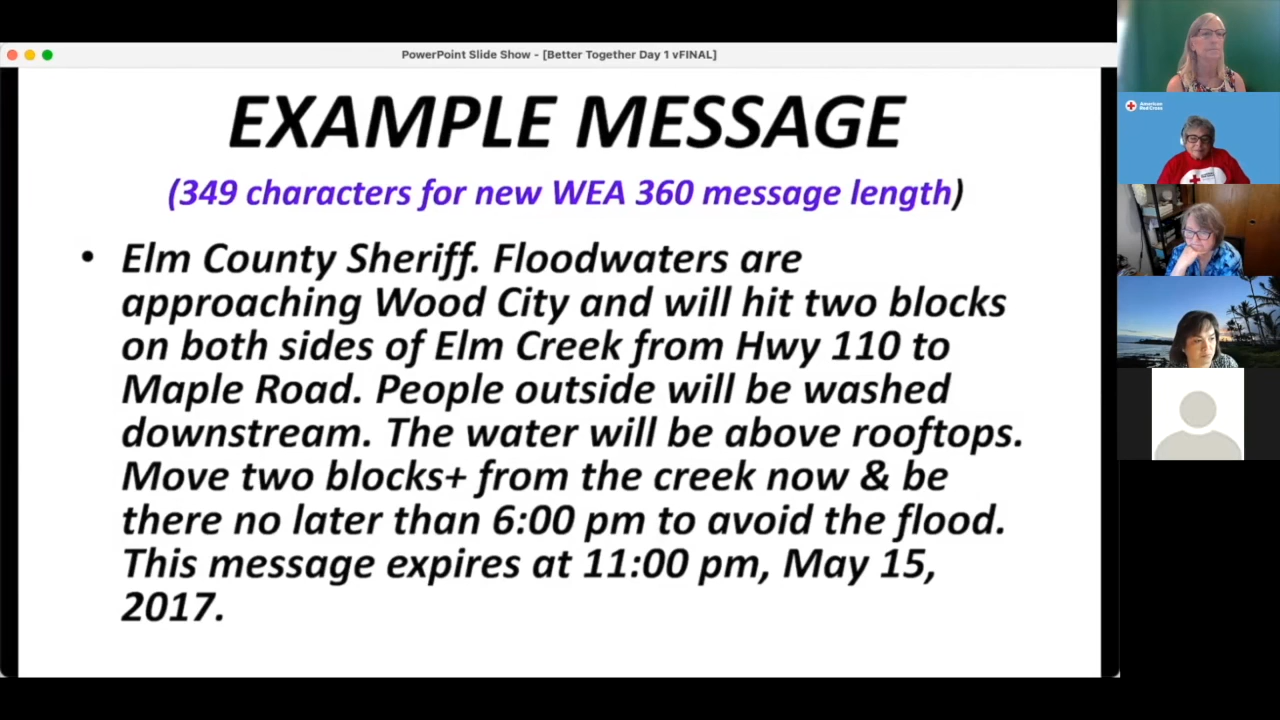 PowerPoint Slide Show - [Better Together Day 1 vFINAL]
EXAMPLE MESSAGE
(349 characters for new WEA 360 message length)
• Elm County Sheriff. Floodwaters are
approaching Wood City and will hit two blocks
on both sides of Elm Creek from Hwy 110 to
Maple Road. People outside will be washed
downstream. The water will be above rooftops.
Move two blocks+ from the creek now & be
there no later than 6:00 pm to avoid the flood.
This message expires at 11:00 pm, May 15,
2017.
American
Red Cross